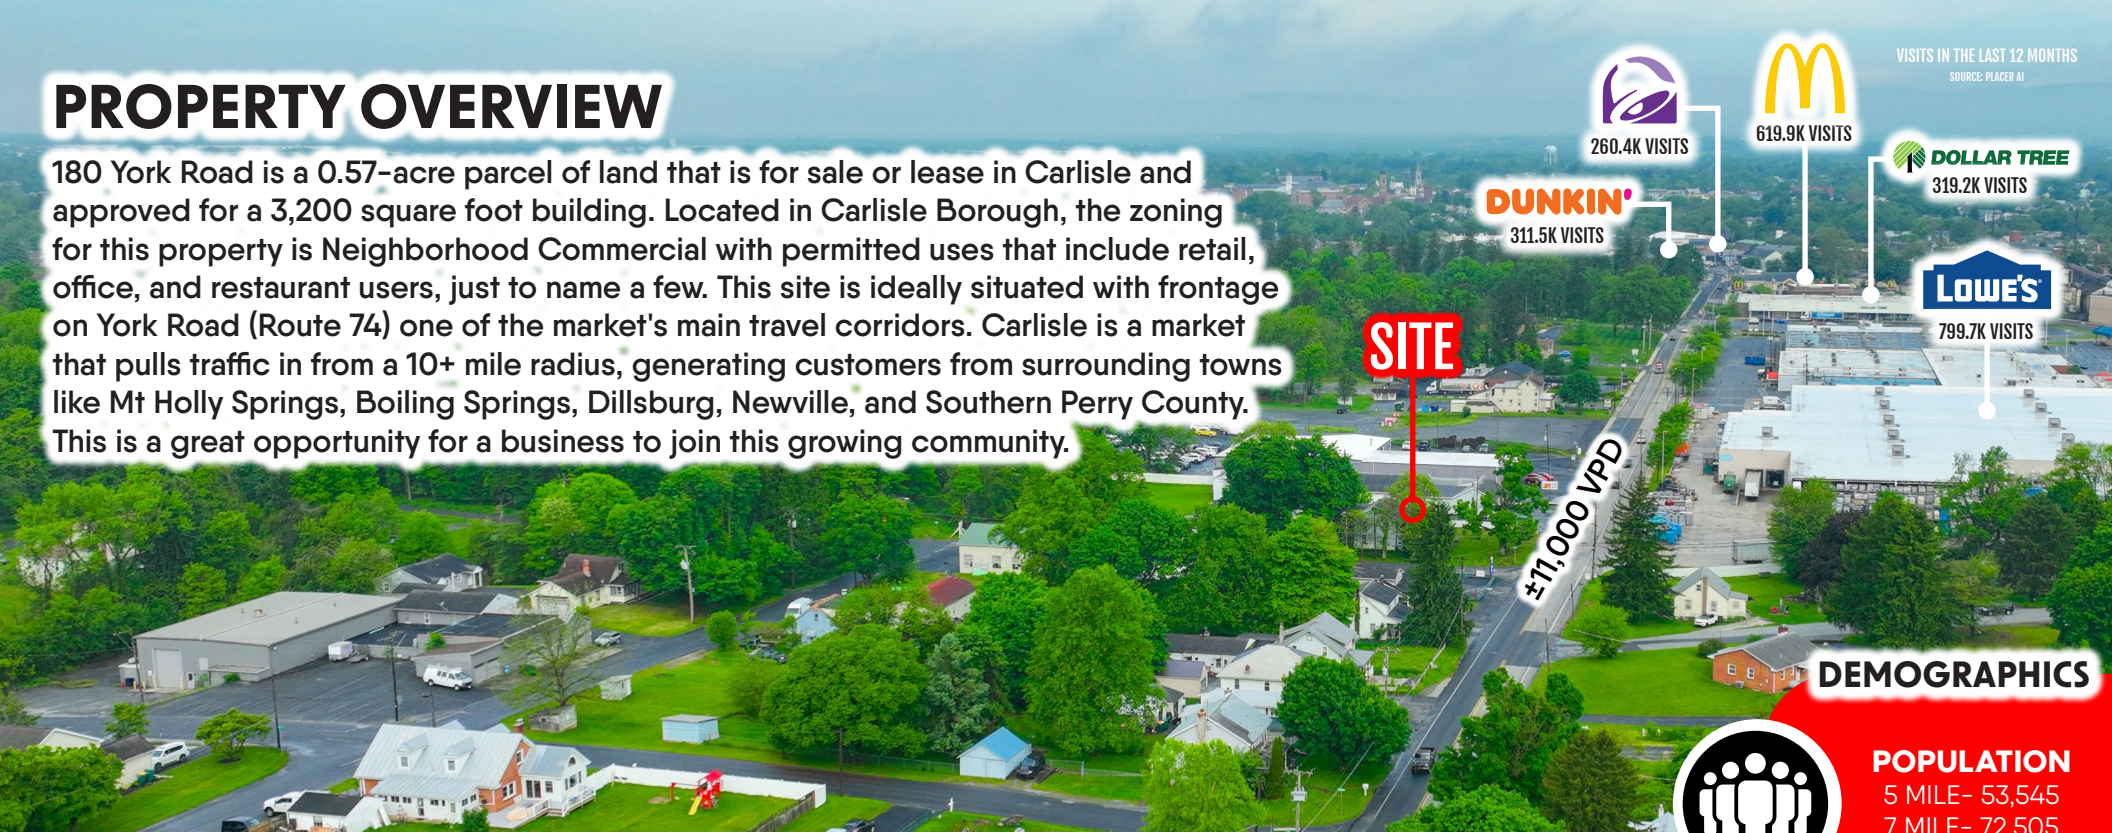 PROPERTY OVERVIEW
180 York Road is a 0.57-acre parcel of land that is for sale or lease in Carlisle and
approved for a 3,200 square foot building. Located in Carlisle Borough, the zoning
for this property is Neighborhood Commercial with permitted uses that include retail,
office, and restaurant users, just to name a few. This site is ideally situated with frontage
on York Road (Route 74) one of the market's main travel corridors. Carlisle is a market
that pulls traffic in from a 10+ mile radius, generating customers from surrounding towns
like Mt Holly Springs, Boiling Springs, Dillsburg, Newville, and Southern Perry County.
This is a great opportunity for a business to join this growing community.
VISITS IN THE LAST 12 MONTHS
SOURCE: PLACER AI
260.4K VISITS
619.9K VISITS
DOLLAR TREE
319.2K VISITS
DUNKIN'
311.5K VISITS
LOWE'S
799.7K VISITS
SITE
±11,000 VPD
DEMOGRAPHICS
POPULATION
5 MILE- 53,545
7 MILE- 72,505